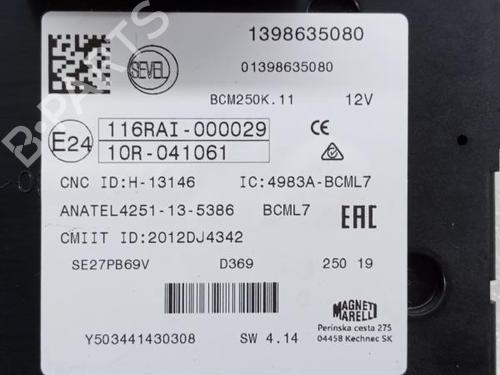 1398635080
SEVEL
01398635080
BCM250K.11 12V
E24
116RAI-000029
10R-041061
CE
CNC ID:H-13146 IC:4983A-BCML7
ANATEL4251-13-5386 BCML7
EAC
CMIIT ID:2012DJ4342
SE27PB69V D369 250 19
MAGNETI
MARELLI
Perinska cesta 275
04458 Kechnec SK
Y503441430308 SW 4.14
B-PARTS